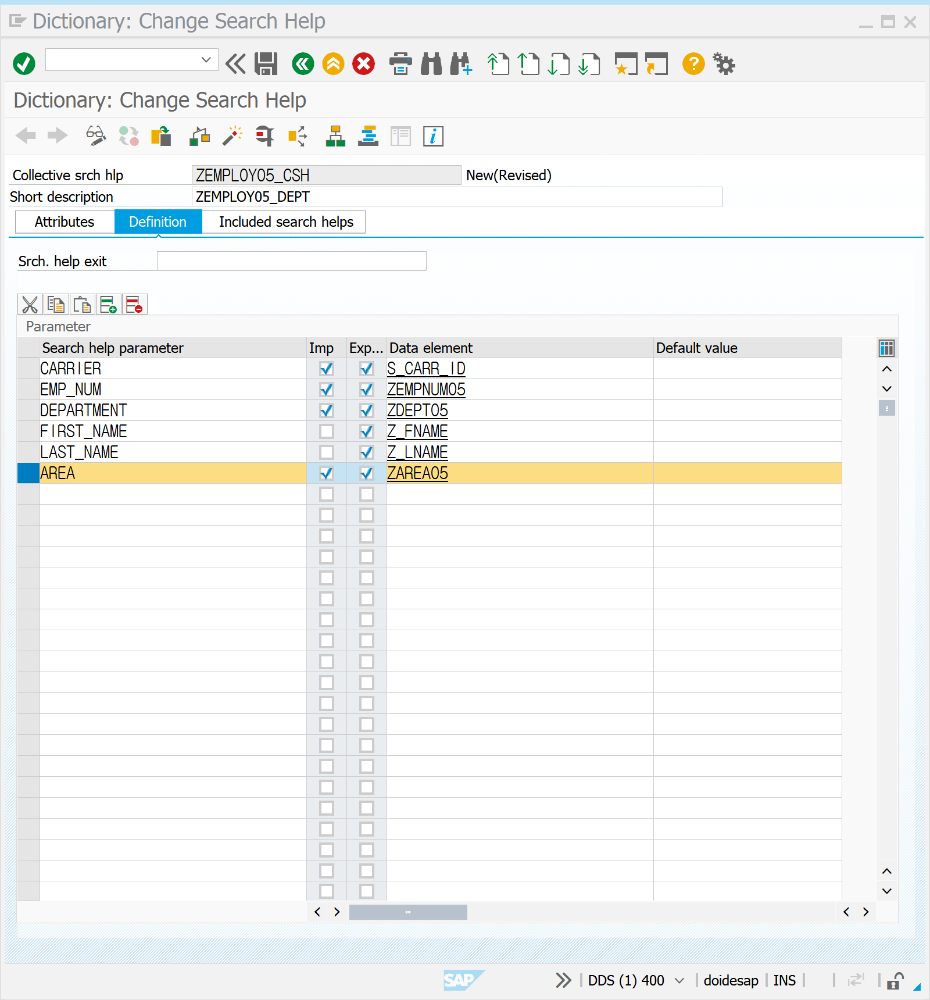 Dictionary: Change Search Help
Dictionary: Change Search Help
Collective srch hlp ZEMPLOY05_CSH New(Revised)
Short description ZEMPLOY05_DEPT
Attributes Definition Included search helps
Srch. help exit
Parameter
Search help parameter Imp Exp... Data element Default value
CARRIER S_CARR_ID
EMP_NUM ZEMPNUM05
DEPARTMENT ZDEPT05
FIRST_NAME Z_FNAME
LAST_NAME Z_LNAME
AREA ZAREA05
SAP DDS (1) 400 doidesap INS